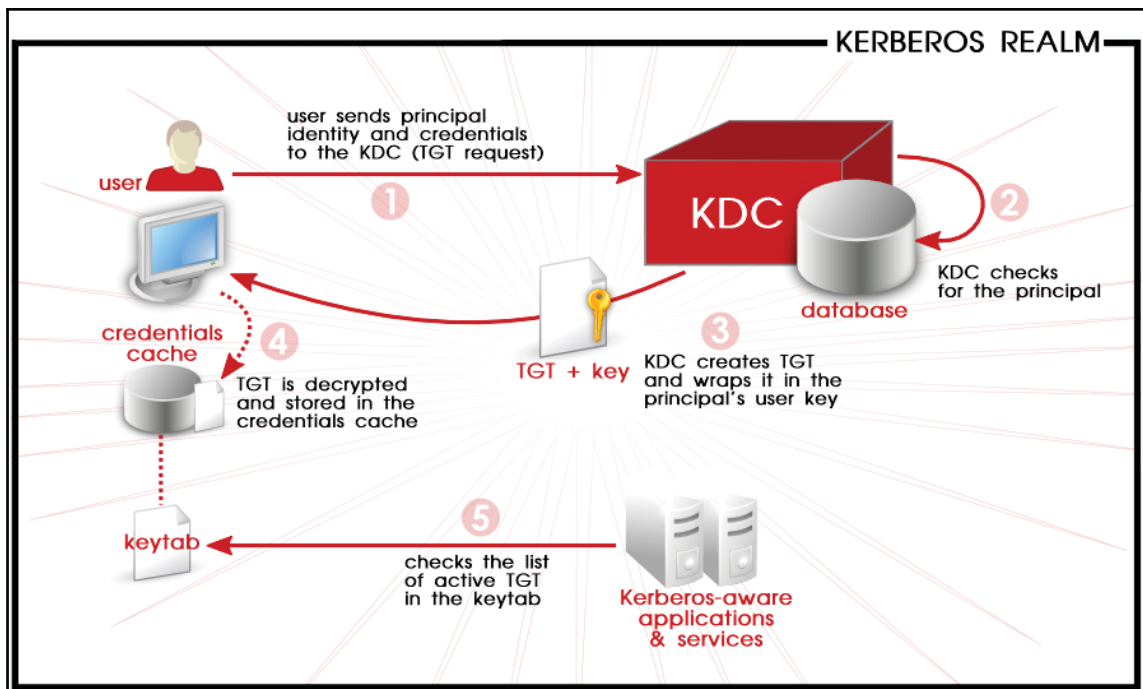 KERBEROS REALM
user sends principal
identity and credentials
to the KDC (TGT request)
user
1
KDC
2
KDC checks
for the principal
database
credentials
cache
4
TGT is decrypted
and stored in the
credentials cache
TGT + key
3
KDC creates TGT
and wraps it in the
principal's user key
keytab
5
checks the list
of active TGT
in the keytab
Kerberos-aware
applications
& services